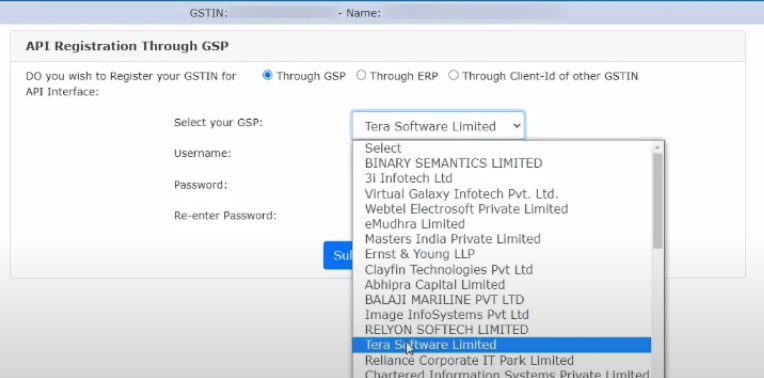 GSTIN: - Name:
API Registration Through GSP
DO you wish to Register your GSTIN for API Interface: Through GSP Through ERP Through Client-Id of other GSTIN
Select your GSP: Tera Software Limited
Username:
Password:
Re-enter Password:
Select
BINARY SEMANTICS LIMITED
3i Infotech Ltd
Virtual Galaxy Infotech Pvt. Ltd.
Webtel Electrosoft Private Limited
eMudhra Limited
Masters India Private Limited
Ernst & Young LLP
Clayfin Technologies Pvt Ltd
Abhipra Capital Limited
BALAJI MARILINE PVT LTD
Image InfoSystems Pvt Ltd
RELYON SOFTECH LIMITED
Tera Software Limited
Reliance Corporate IT Park Limited
Chartered Information Systems Private Limited